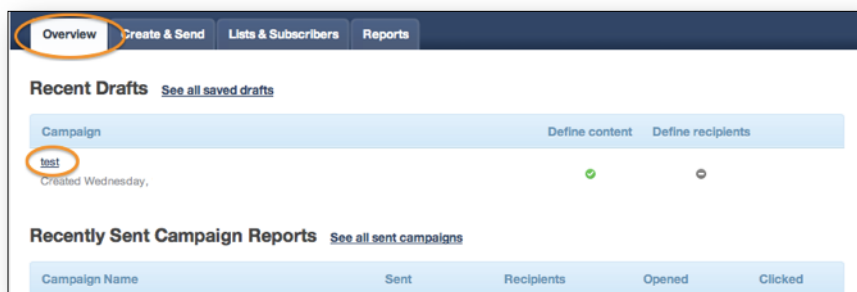 Overview Create & Send Lists & Subscribers Reports
Recent Drafts See all saved drafts
Campaign Define content Define recipients
test
Created Wednesday,
Recently Sent Campaign Reports See all sent campaigns
Campaign Name Sent Recipients Opened Clicked